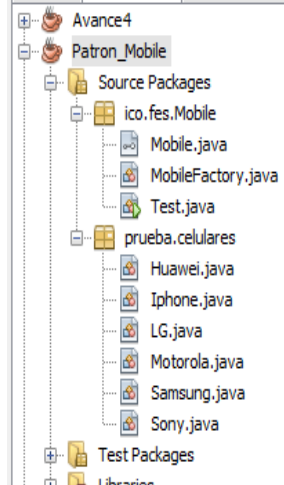 Avance4
Patron_Mobile
Source Packages
ico.fes.Mobile
Mobile.java
MobileFactory.java
Test.java
prueba.celulares
Huawei.java
Iphone.java
LG.java
Motorola.java
Samsung.java
Sony.java
Test Packages
Libraries